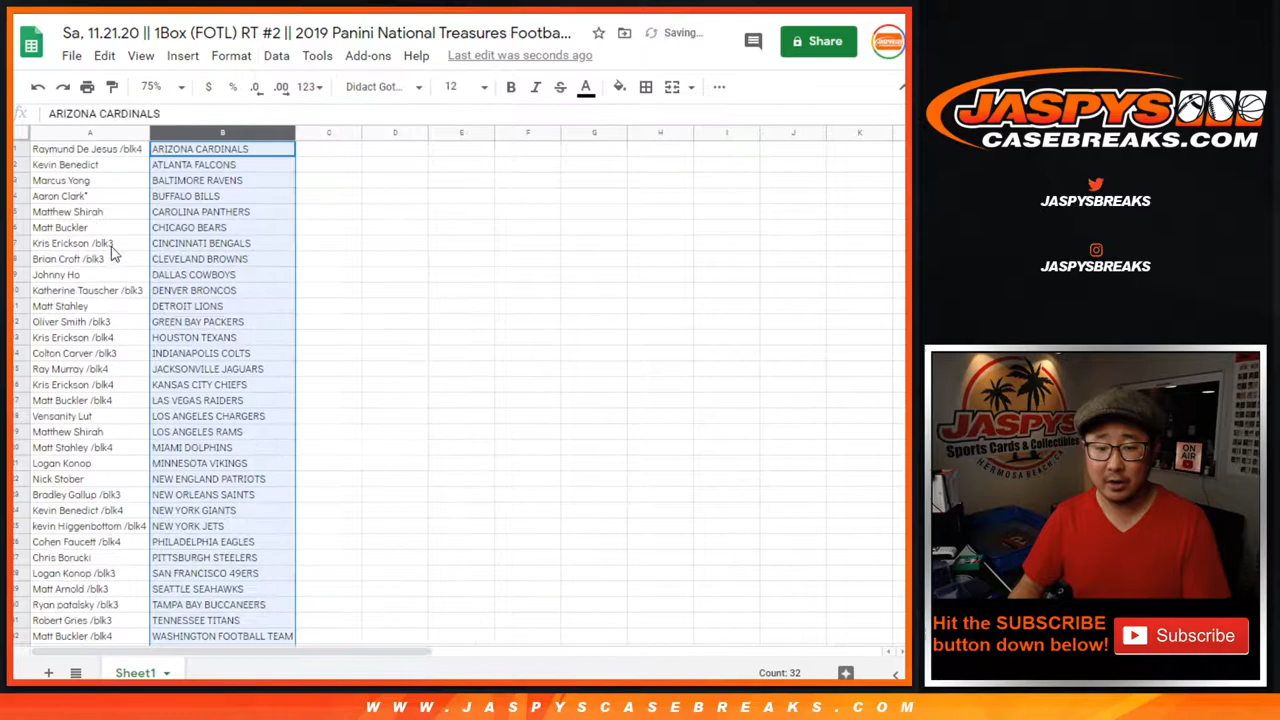 Sa, 11.21.20 || 1Box (FOTL) RT #2 || 2019 Panini National Treasures Footba...
Saving...
Share
File Edit View Insert Format Data Tools Add-ons Help Last edit was seconds ago
75% $ % .0 .00 123 Didact Got... 12 B I S A ...
fx ARIZONA CARDINALS
A B C D E F G H I J K
Raymund De Jesus /blk4 ARIZONA CARDINALS
Kevin Benedict ATLANTA FALCONS
Marcus Yong BALTIMORE RAVENS
Aaron Clark* BUFFALO BILLS
Matthew Shirah CAROLINA PANTHERS
Matt Buckler CHICAGO BEARS
Kris Erickson /blk3 CINCINNATI BENGALS
Brian Croft /blk3 CLEVELAND BROWNS
Johnny Ho DALLAS COWBOYS
Katherine Tauscher /blk3 DENVER BRONCOS
Matt Stahley DETROIT LIONS
Oliver Smith /blk3 GREEN BAY PACKERS
Kris Erickson /blk4 HOUSTON TEXANS
Colton Carver /blk3 INDIANAPOLIS COLTS
Ray Murray /blk4 JACKSONVILLE JAGUARS
Kris Erickson /blk4 KANSAS CITY CHIEFS
Matt Buckler /blk4 LAS VEGAS RAIDERS
Vensanity Lut LOS ANGELES CHARGERS
Matthew Shirah LOS ANGELES RAMS
Matt Stahley /blk4 MIAMI DOLPHINS
Logan Konop MINNESOTA VIKINGS
Nick Stober NEW ENGLAND PATRIOTS
Bradley Gallup /blk3 NEW ORLEANS SAINTS
Kevin Benedict /blk4 NEW YORK GIANTS
kevin Higgenbottom /blk4 NEW YORK JETS
Cohen Faucett /blk4 PHILADELPHIA EAGLES
Chris Borucki PITTSBURGH STEELERS
Logan Konop /blk3 SAN FRANCISCO 49ERS
Matt Arnold /blk3 SEATTLE SEAHAWKS
Ryan patalsky /blk3 TAMPA BAY BUCCANEERS
Robert Gries /blk3 TENNESSEE TITANS
Matt Buckler /blk4 WASHINGTON FOOTBALL TEAM
Sheet1
Count: 32
JASPYS
CASEBREAKS.COM
JASPYSBREAKS
JASPYSBREAKS
JASPYS
Sports Cards & Collectibles
HERMOSA BEACH, CA
ON AIR
Hit the SUBSCRIBE
button down below!
Subscribe
WWW.JASPYSCASEBREAKS.COM